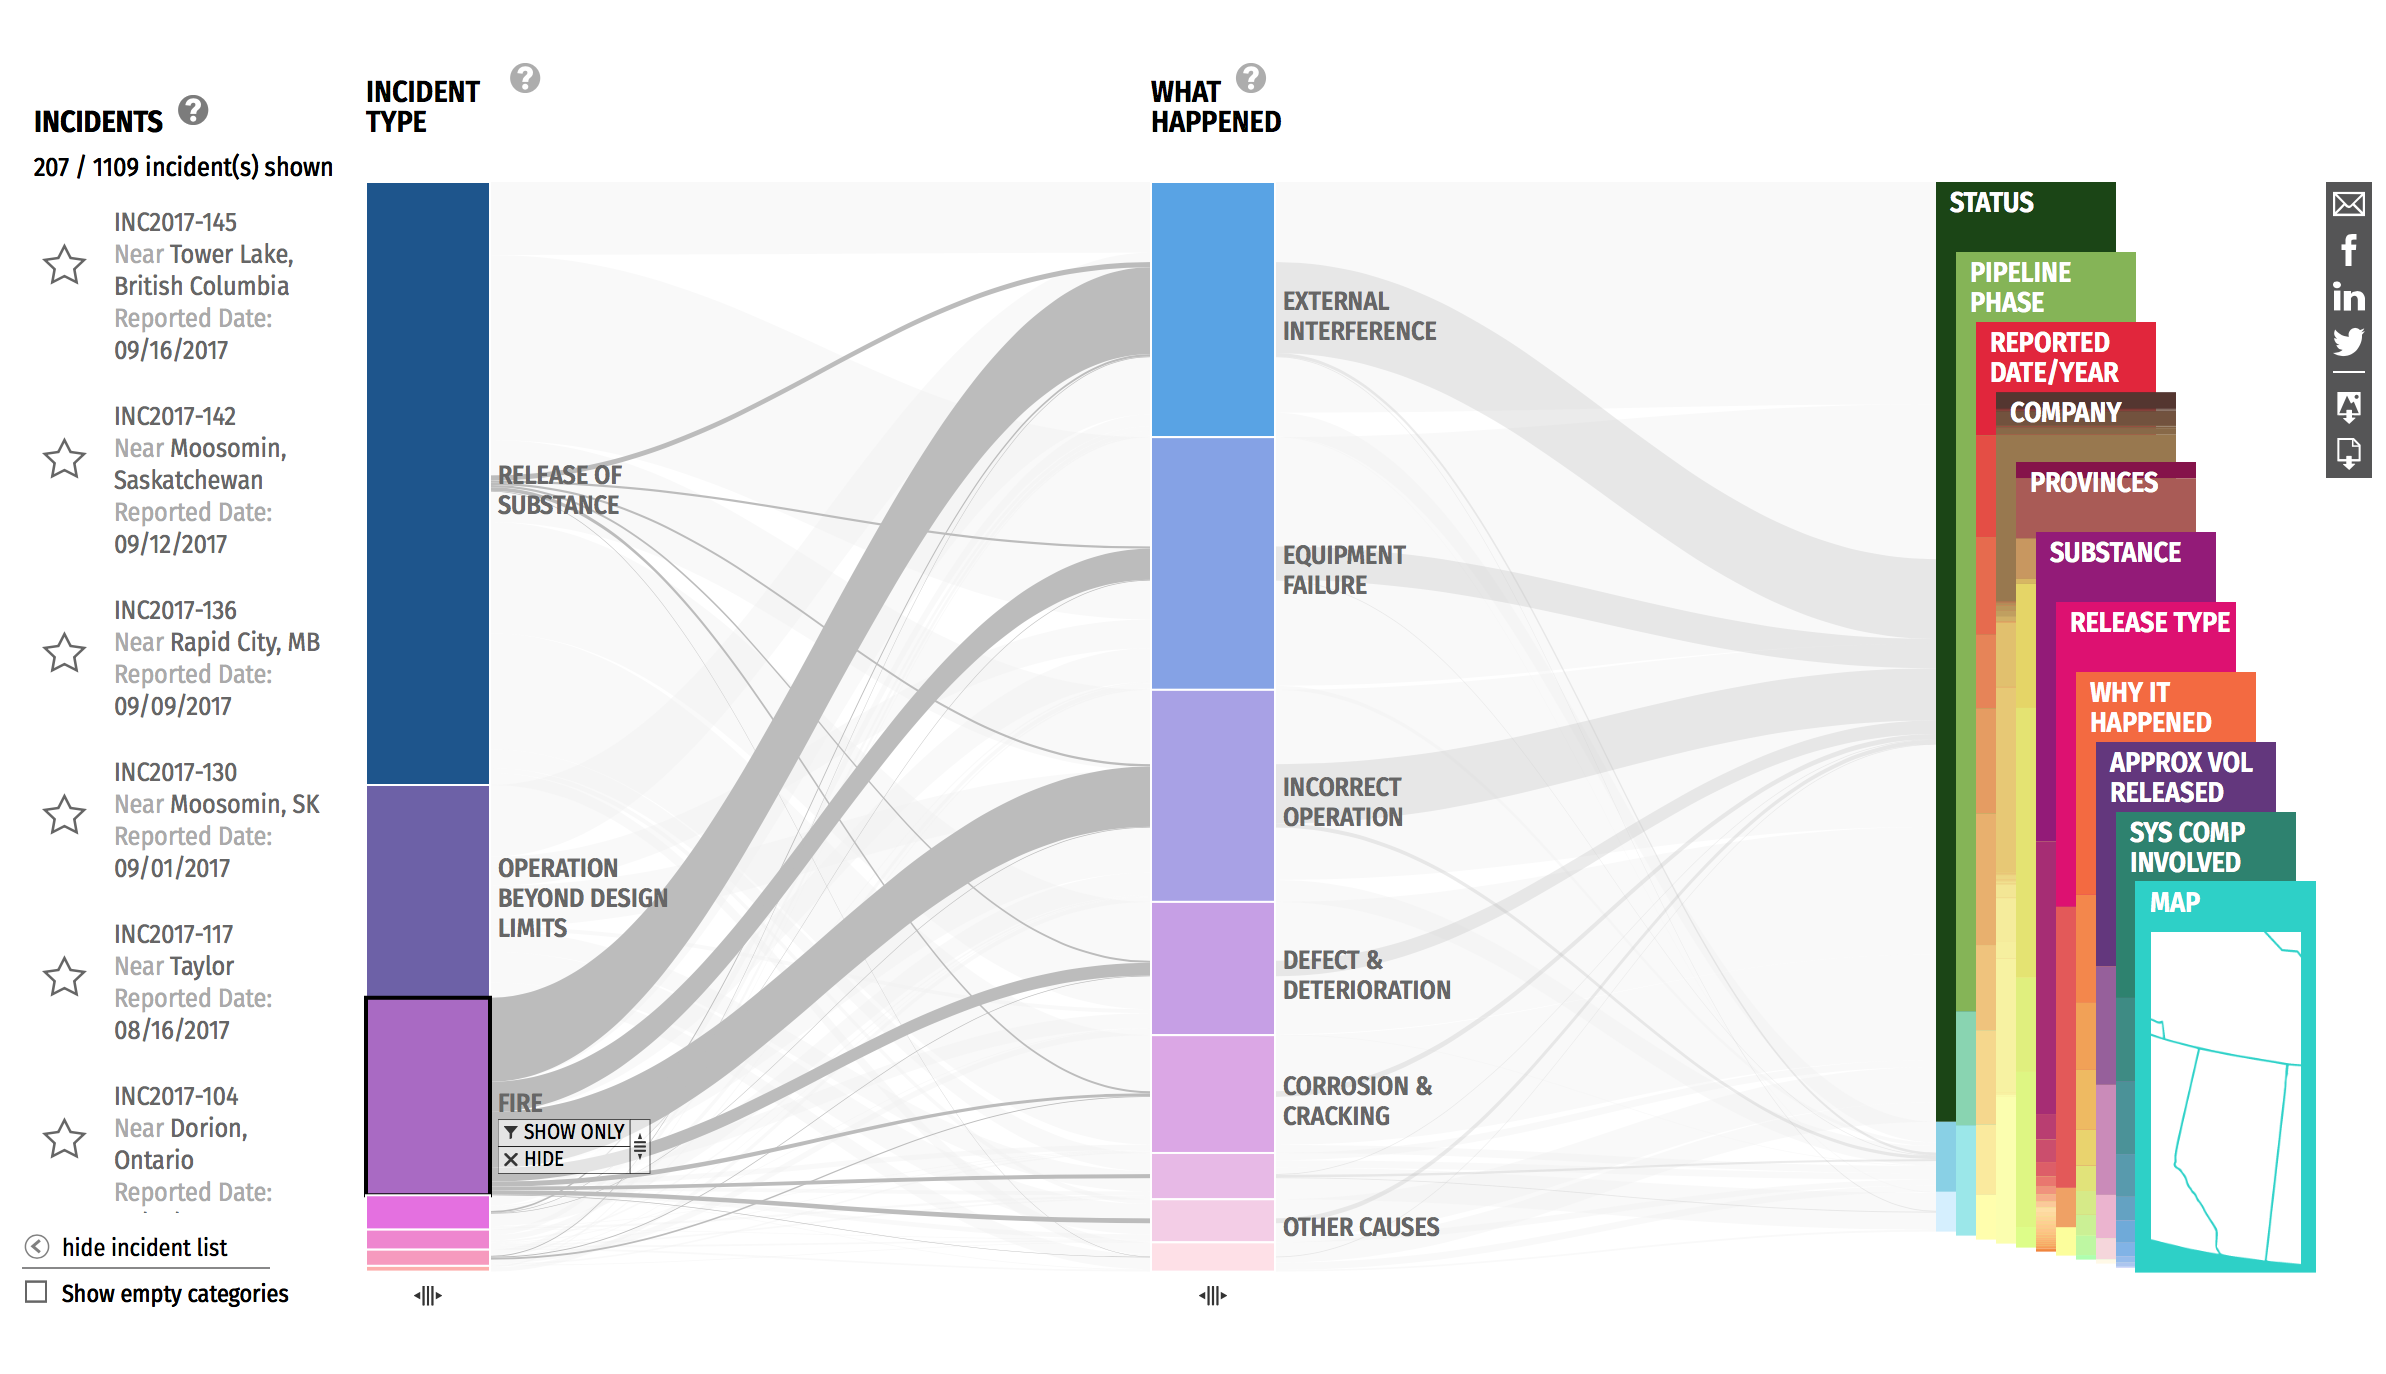 INCIDENTS
207 / 1109 incident(s) shown
INC2017-145
Near Tower Lake,
British Columbia
Reported Date:
09/16/2017
INC2017-142
Near Moosomin,
Saskatchewan
Reported Date:
09/12/2017
INC2017-136
Near Rapid City, MB
Reported Date:
09/09/2017
INC2017-130
Near Moosomin, SK
Reported Date:
09/01/2017
INC2017-117
Near Taylor
Reported Date:
08/16/2017
INC2017-104
Near Dorion,
Ontario
Reported Date:
hide incident list
Show empty categories
INCIDENT
TYPE
RELEASE OF
SUBSTANCE
OPERATION
BEYOND DESIGN
LIMITS
FIRE
SHOW ONLY
HIDE
WHAT
HAPPENED
EXTERNAL
INTERFERENCE
EQUIPMENT
FAILURE
INCORRECT
OPERATION
DEFECT &
DETERIORATION
CORROSION &
CRACKING
OTHER CAUSES
STATUS
PIPELINE
PHASE
REPORTED
DATE/YEAR
COMPANY
PROVINCES
SUBSTANCE
RELEASE TYPE
WHY IT
HAPPENED
APPROX VOL
RELEASED
SYS COMP
INVOLVED
MAP